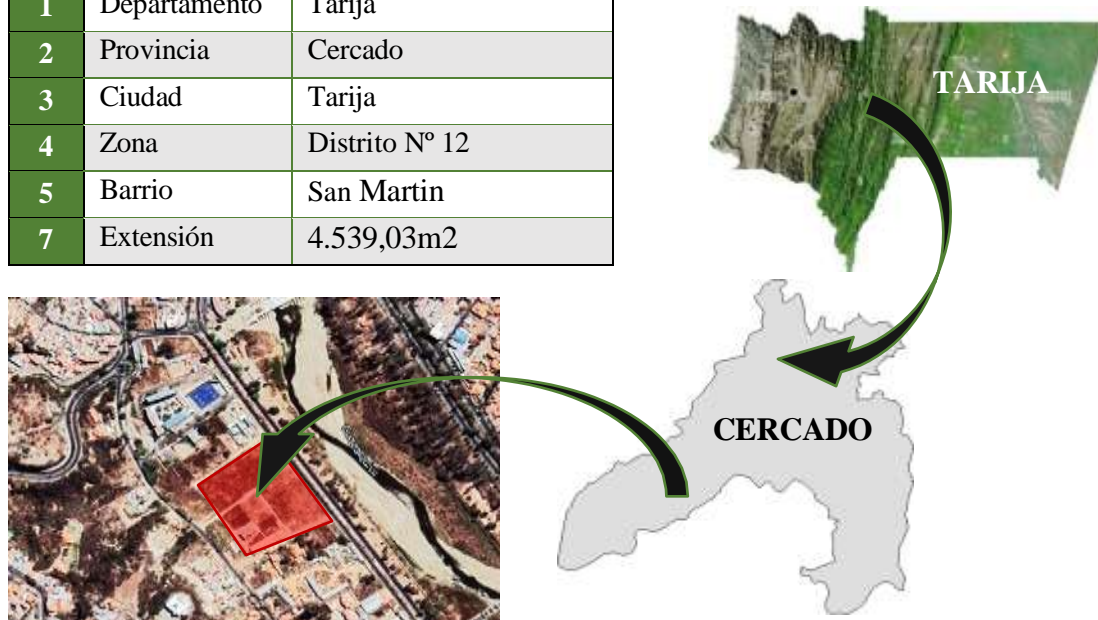 1 Departamento Tarija
2 Provincia Cercado
3 Ciudad Tarija
4 Zona Distrito Nº 12
5 Barrio San Martin
7 Extensión 4.539,03m2
TARIJA
CERCADO